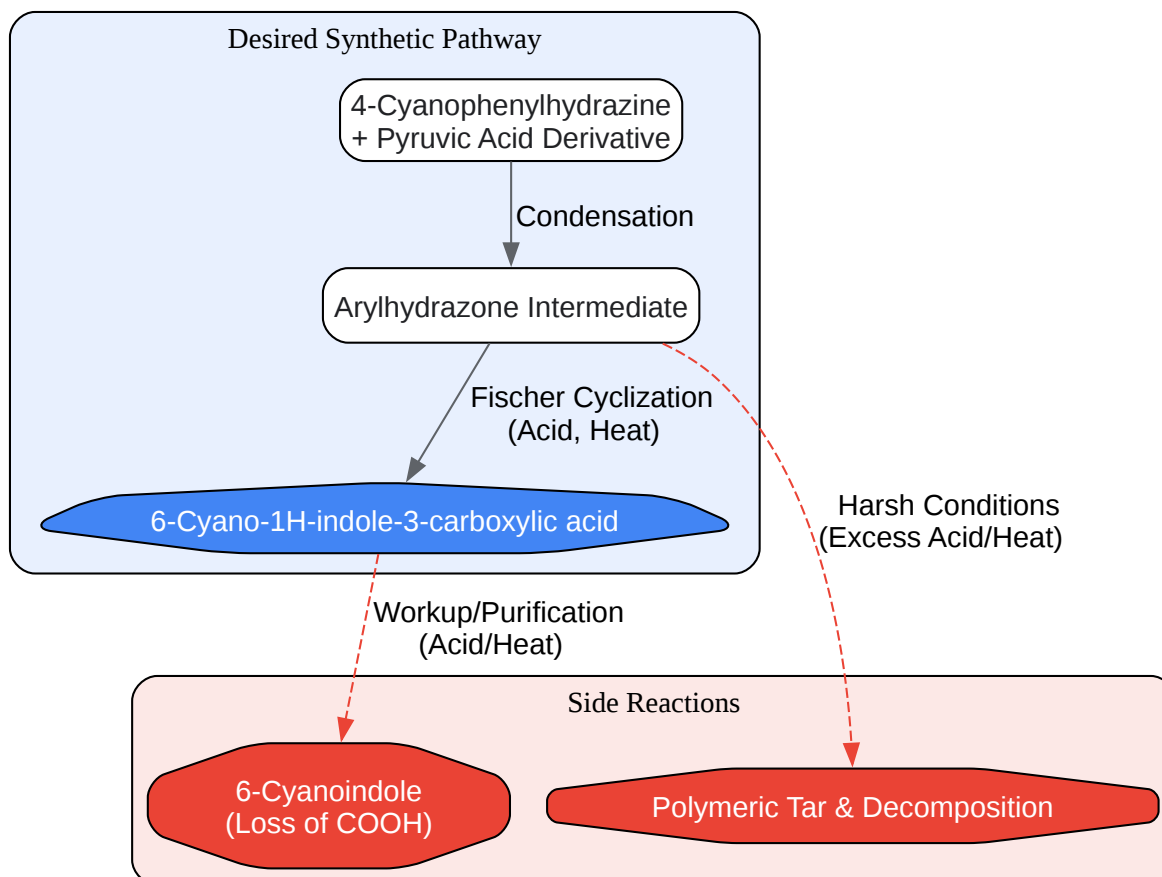 Desired Synthetic Pathway
4-Cyanophenylhydrazine
+ Pyruvic Acid Derivative
Condensation
Arylhydrazone Intermediate
Fischer Cyclization
(Acid, Heat)
6-Cyano-1H-indole-3-carboxylic acid
Harsh Conditions
(Excess Acid/Heat)
Workup/Purification
(Acid/Heat)
Side Reactions
6-Cyanoindole
(Loss of COOH)
Polymeric Tar & Decomposition